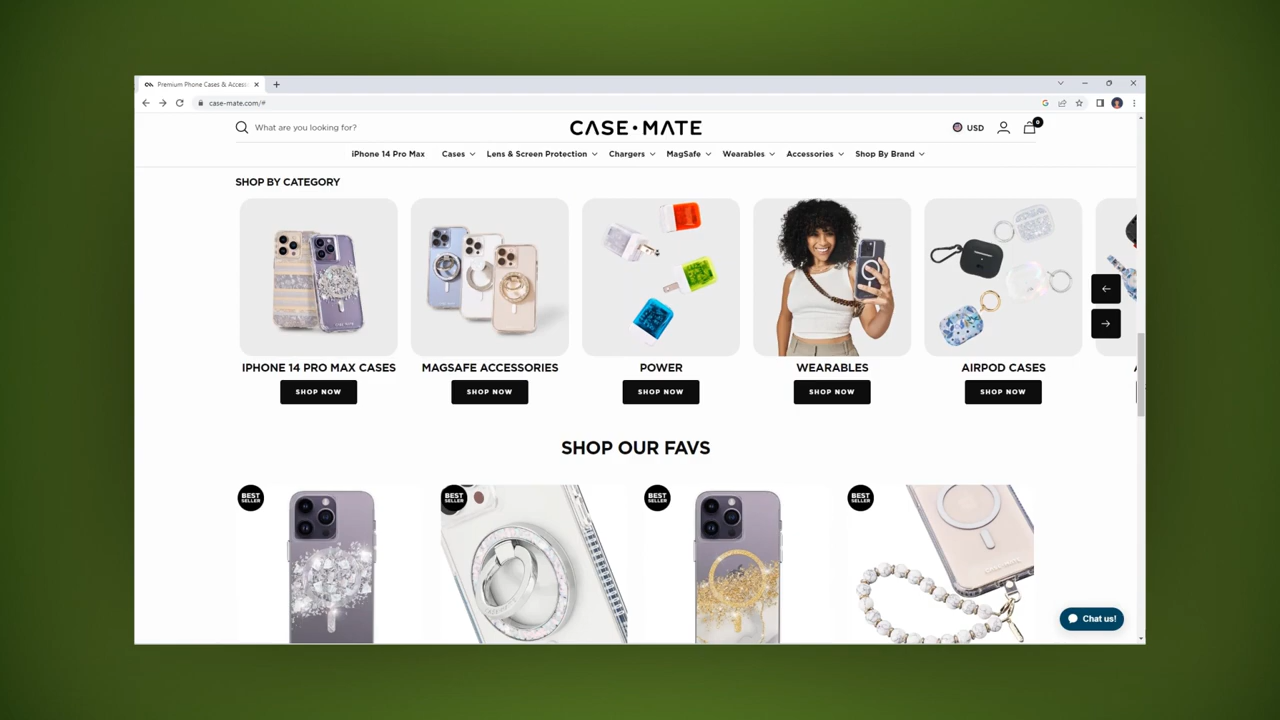 Premium Phone Cases & Access
case-mate.com/#
What are you looking for?
CASE•MATE
USD
0
iPhone 14 Pro Max
Cases
Lens & Screen Protection
Chargers
MagSafe
Wearables
Accessories
Shop By Brand
SHOP BY CATEGORY
IPHONE 14 PRO MAX CASES
MAGSAFE ACCESSORIES
POWER
WEARABLES
AIRPOD CASES
SHOP NOW
SHOP NOW
SHOP NOW
SHOP NOW
SHOP NOW
SHOP OUR FAVS
BEST
SELLER
BEST
SELLER
BEST
SELLER
BEST
SELLER
CASE•MATE
Chat us!